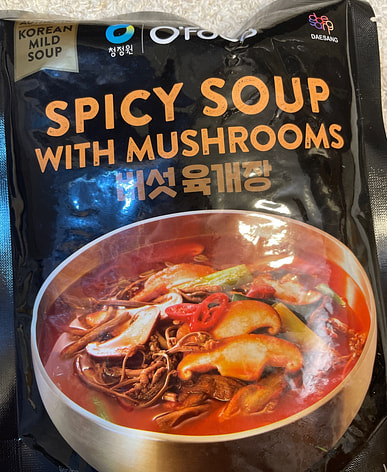 KOREAN
MILD
SOUP
청정원
O'FOOD
DAESANG
SPICY SOUP
WITH MUSHROOMS
버섯 육개장